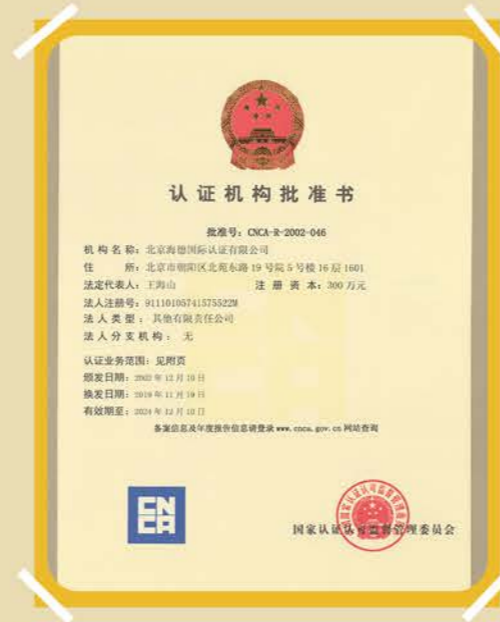 认证机构批准书
批准号：CNCA-R-2002-046
机构名称：北京海德国际认证有限公司
住 所：北京市朝阳区北苑东路19号院5号楼16层1601
法定代表人：王海山 注册资本：300万元
法人注册号：91110105741575522M
法人类型：其他有限责任公司
法人分支机构：无
认证业务范围：见附页
颁发日期：2002年12月10日
换发日期：2019年11月19日
有效期至：2024年12月10日
备案信息及年度报告信息请登录 www.cnca.gov.cn 网站查询
CN
CA
国家认证认可监督管理委员会